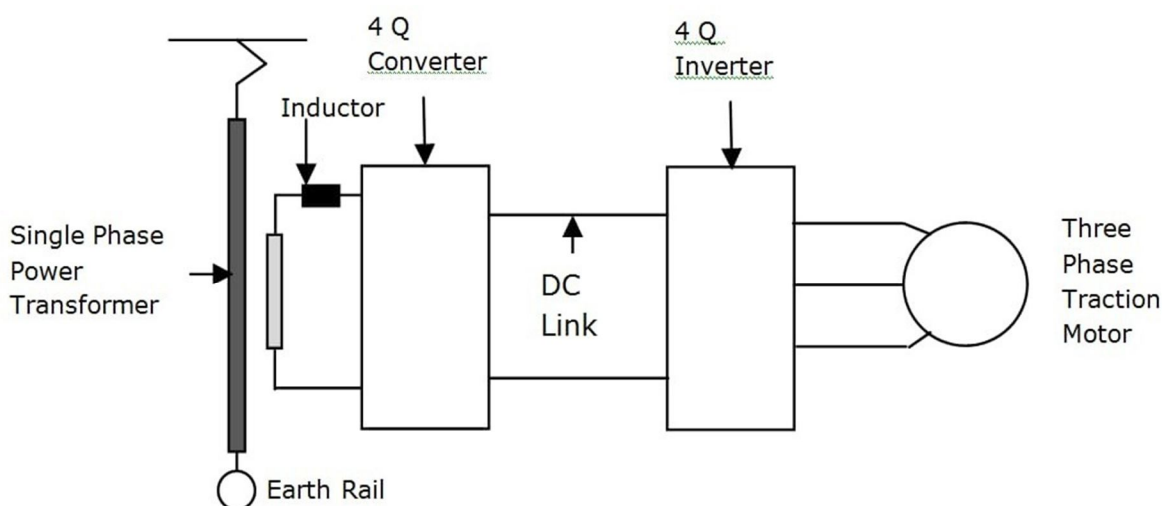 4 Q
Converter
4 Q
Inverter
Inductor
Single Phase
Power
Transformer
DC
Link
Three
Phase
Traction
Motor
Earth Rail